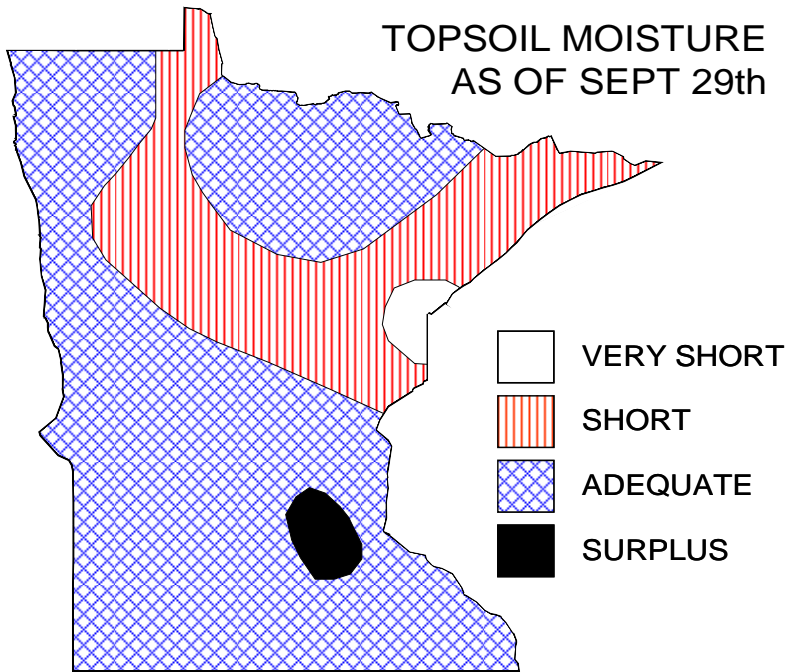 TOPSOIL MOISTURE
AS OF SEPT 29th
VERY SHORT
SHORT
ADEQUATE
SURPLUS